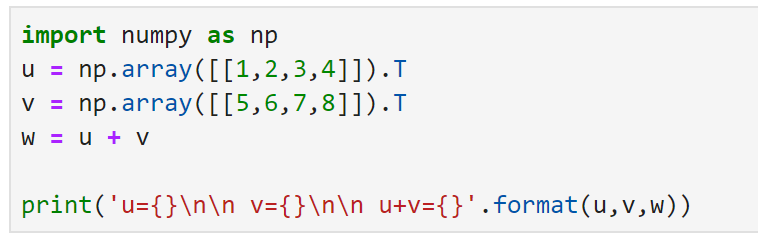 import numpy as np
u = np.array([[1,2,3,4]]).T
v = np.array([[5,6,7,8]]).T
w = u + v
print('u={}\n\n v={}\n\n u+v={}'.format(u,v,w))